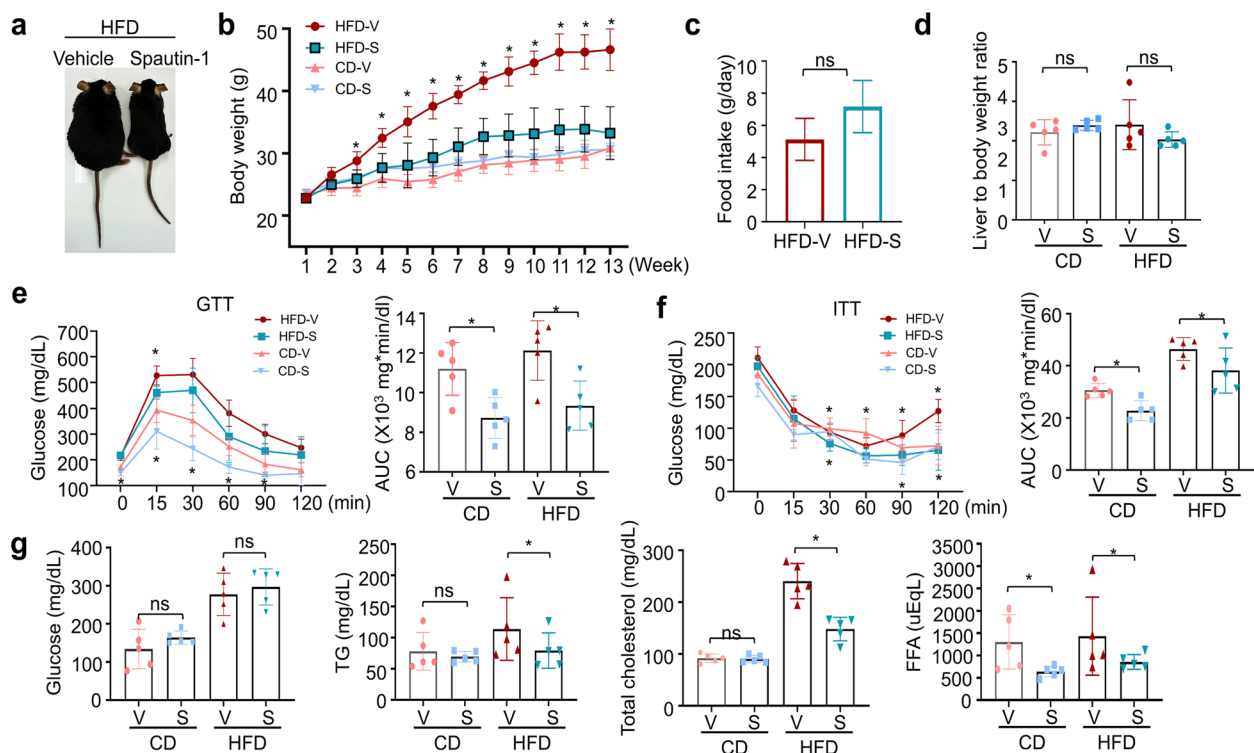 a
HFD
Vehicle Spautin-1
b
Body weight (g)
50
40
30
20
HFD-V
HFD-S
CD-V
CD-S
* * * * * * * * * * *
1 2 3 4 5 6 7 8 9 10 11 12 13 (Week)
c
Food intake (g/day)
10
8
6
4
2
0
ns
HFD-V HFD-S
d
Liver to body weight ratio
5
4
3
2
1
0
ns ns
V S V S
CD HFD
e
GTT
Glucose (mg/dL)
700
600
500
400
300
200
100
HFD-V
HFD-S
CD-V
CD-S
*
* * * * *
0 15 30 60 90 120 (min)
AUC (X10³ mg*min/dl)
14
12
10
8
6
* *
V S V S
CD HFD
f
ITT
Glucose (mg/dL)
250
200
150
100
50
0
HFD-V
HFD-S
CD-V
CD-S
* * * *
* * *
0 15 30 60 90 120 (min)
AUC (X10³ mg*min/dl)
60
40
20
0
* *
V S V S
CD HFD
g
Glucose (mg/dL)
400
300
200
100
0
ns ns
V S V S
CD HFD
TG (mg/dL)
250
200
150
100
50
0
ns *
V S V S
CD HFD
Total cholesterol (mg/dL)
300
200
100
0
ns *
V S V S
CD HFD
FFA (uEqL)
3500
3000
2500
2000
1500
1000
500
0
* *
V S V S
CD HFD